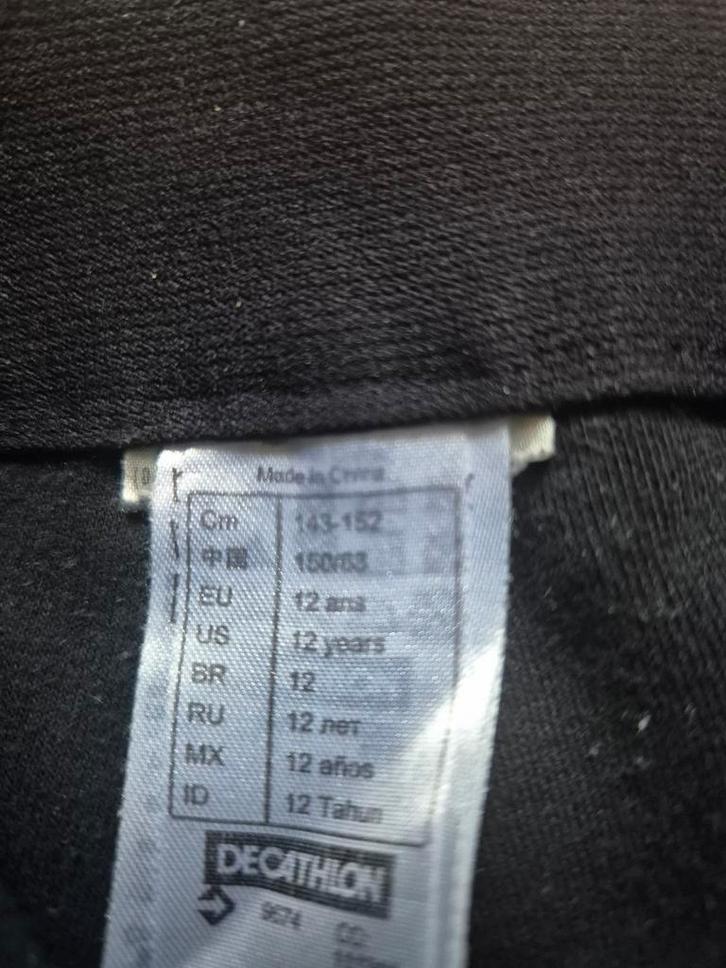 Made in China
Cm 143-152
中国 150/63
EU 12 ans
US 12 years
BR 12
RU 12 лет
MX 12 años
ID 12 Tahun
DECATHLON
9674